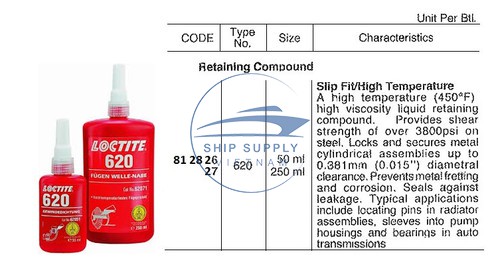 Unit Per Btl.
CODE Type No. Size Characteristics
Retaining Compound
Slip Fit/High Temperature
A high temperature (450°F)
high viscosity liquid retaining
compound. Provides shear
strength of over 3800psi on
steel. Locks and secures metal
cylindrical assemblies up to
0.381mm (0.015") diametral
clearance. Prevents metal fretting
and corrosion. Seals against
leakage. Typical applications
include locating pins in radiator
assemblies, sleeves into pump
housings and bearings in auto
transmissions
81 28 26 620 50 ml
27 250 ml
SHIP SUPPLY
VIETNAM
LOCTITE
620
FÜGEN WELLE-NABE
LOCTITE
620